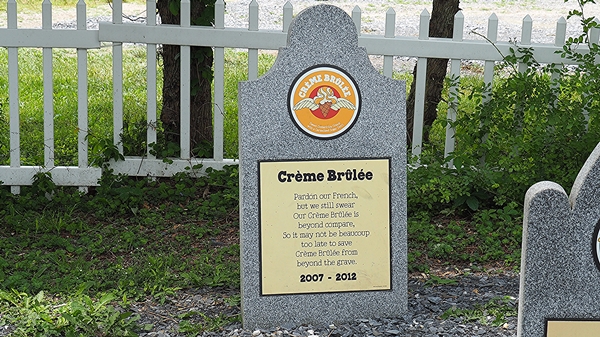 CRÈME BRÛLÉE
Crème Brûlée
Pardon our French,
but we still swear
Our Crème Brûlée is
beyond compare,
So it may not be beaucoup
too late to save
Crème Brûlée from
beyond the grave.
2007 - 2012